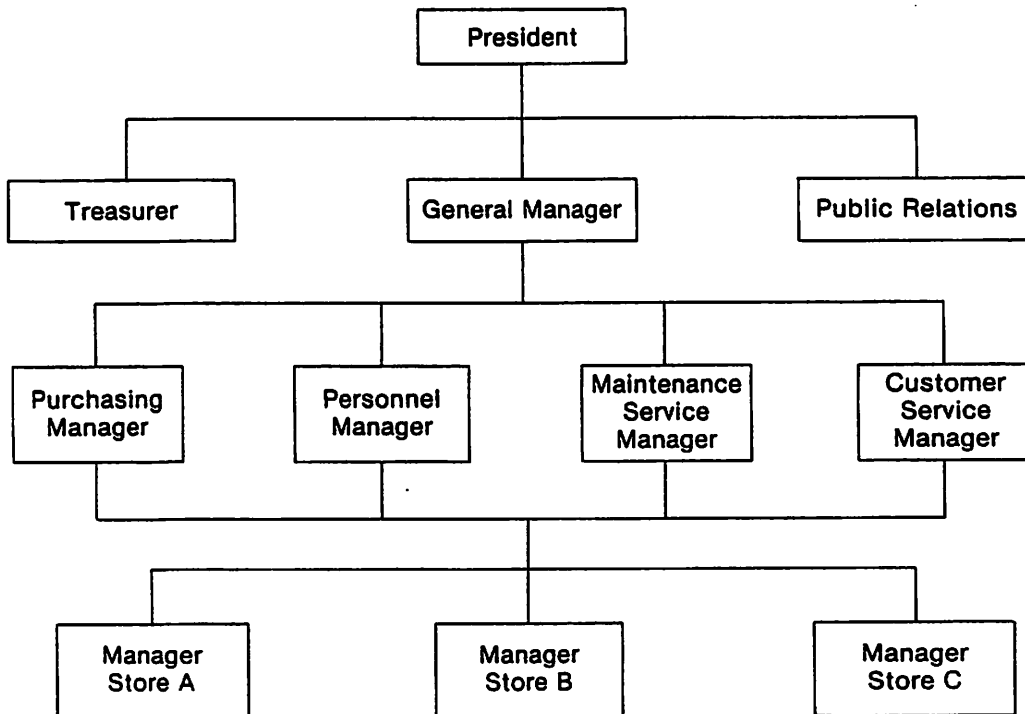 President
Treasurer
General Manager
Public Relations
Purchasing
Manager
Personnel
Manager
Maintenance
Service
Manager
Customer
Service
Manager
Manager
Store A
Manager
Store B
Manager
Store C